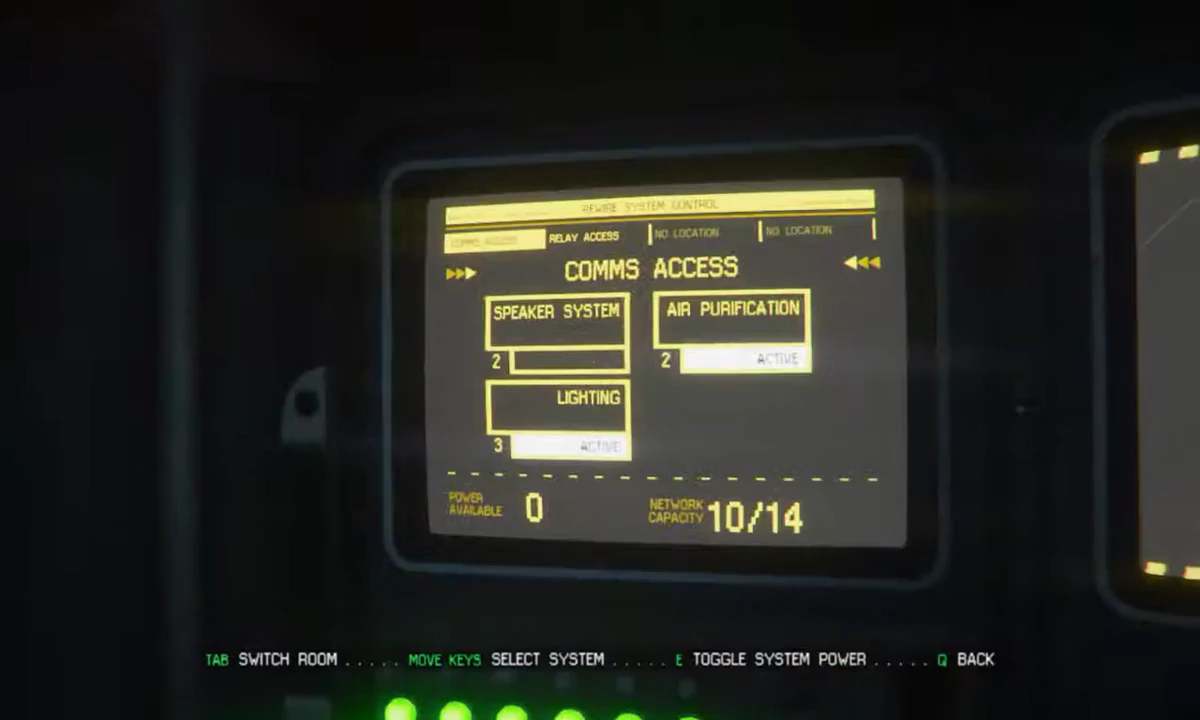 REWIRE SYSTEM CONTROL
COMMS ACCESS RELAY ACCESS NO LOCATION NO LOCATION
COMMS ACCESS
SPEAKER SYSTEM AIR PURIFICATION
2 2 ACTIVE
LIGHTING
3 ACTIVE
POWER AVAILABLE 0 NETWORK CAPACITY 10/14
TAB SWITCH ROOM ..... MOVE KEYS SELECT SYSTEM ..... E TOGGLE SYSTEM POWER ..... Q BACK